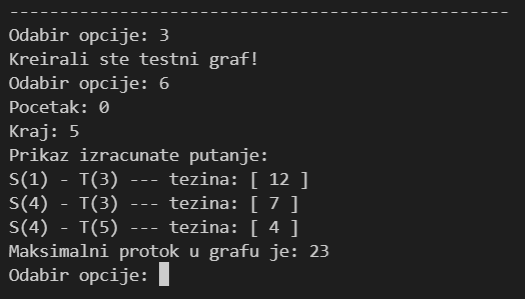 --------------------------------------------------
Odabir opcije: 3
Kreirali ste testni graf!
Odabir opcije: 6
Pocetak: 0
Kraj: 5
Prikaz izracunate putanje:
S(1) - T(3) --- tezina: [ 12 ]
S(4) - T(3) --- tezina: [ 7 ]
S(4) - T(5) --- tezina: [ 4 ]
Maksimalni protok u grafu je: 23
Odabir opcije: